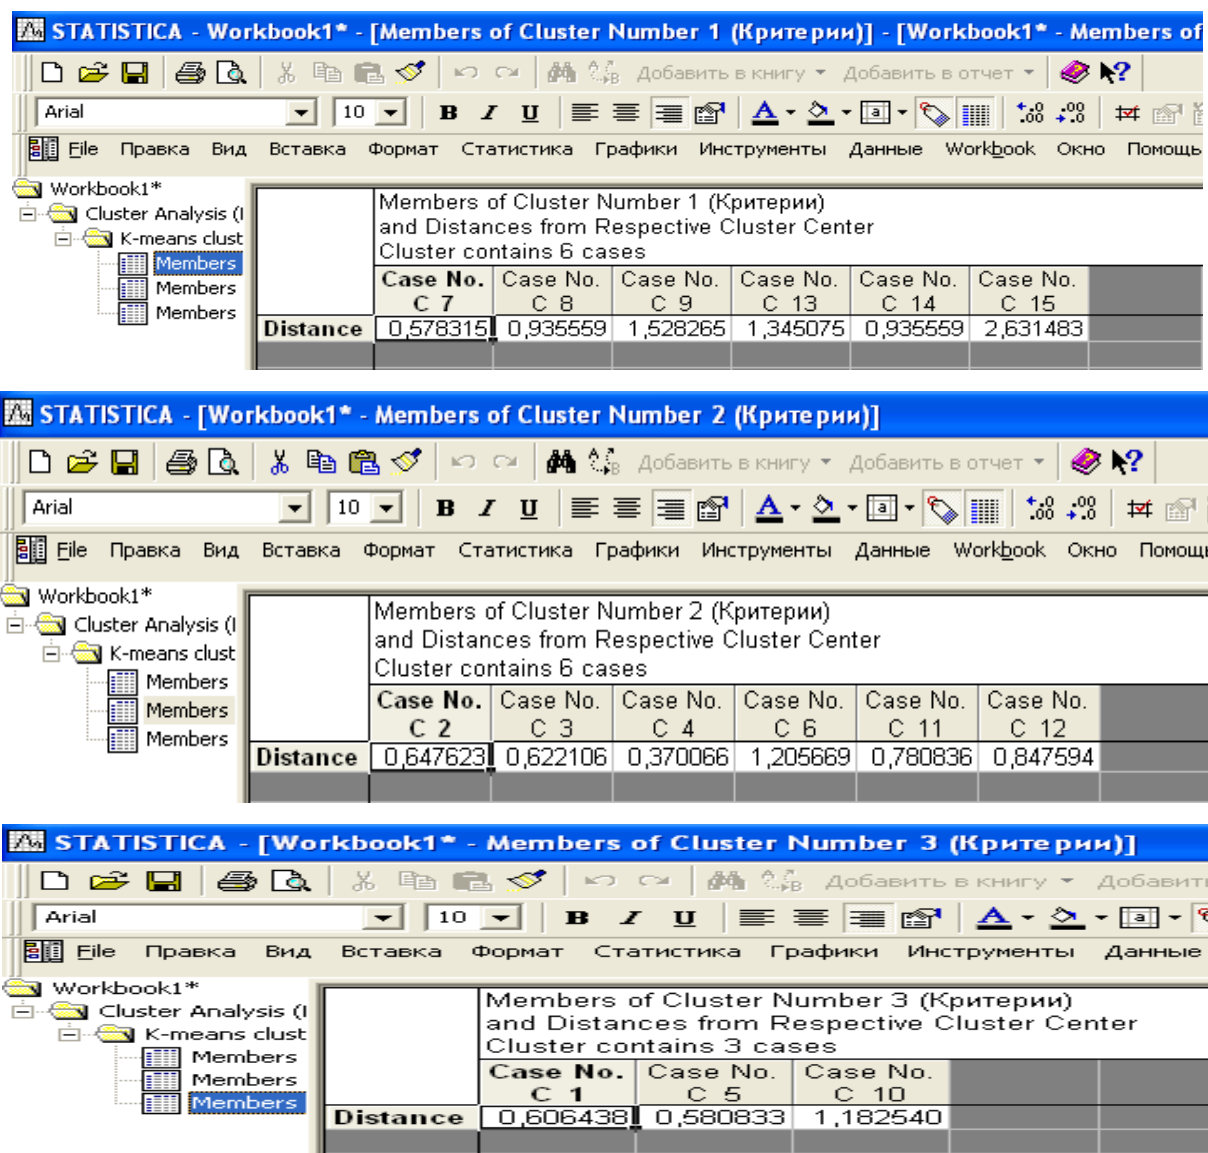 STATISTICA - Workbook1* - [Members of Cluster Number 1 (Критерии)] - [Workbook1* - Members of
Добавить в книгу Добавить в отчет
Arial 10 B I U
File Правка Вид Вставка Формат Статистика Графики Инструменты Данные Workbook Окно Помощь
Workbook1*
Cluster Analysis (
K-means clust
Members
Members
Members
Members of Cluster Number 1 (Критерии)
and Distances from Respective Cluster Center
Cluster contains 6 cases
Case No. Case No. Case No. Case No. Case No. Case No.
C 7 C 8 C 9 C 13 C 14 C 15
Distance 0,578315 0,935559 1,528265 1,345075 0,935559 2,631483
STATISTICA - [Workbook1* - Members of Cluster Number 2 (Критерии)]
Добавить в книгу Добавить в отчет
Arial 10 B I U
File Правка Вид Вставка Формат Статистика Графики Инструменты Данные Workbook Окно Помощь
Workbook1*
Cluster Analysis (
K-means clust
Members
Members
Members
Members of Cluster Number 2 (Критерии)
and Distances from Respective Cluster Center
Cluster contains 6 cases
Case No. Case No. Case No. Case No. Case No. Case No.
C 2 C 3 C 4 C 6 C 11 C 12
Distance 0,647623 0,622106 0,370066 1,205669 0,780836 0,847594
STATISTICA - [Workbook1* - Members of Cluster Number 3 (Критерии)]
Добавить в книгу Добавит
Arial 10 B I U
File Правка Вид Вставка Формат Статистика Графики Инструменты Данные
Workbook1*
Cluster Analysis (
K-means clust
Members
Members
Members
Members of Cluster Number 3 (Критерии)
and Distances from Respective Cluster Center
Cluster contains 3 cases
Case No. Case No. Case No.
C 1 C 5 C 10
Distance 0,606438 0,580833 1,182540